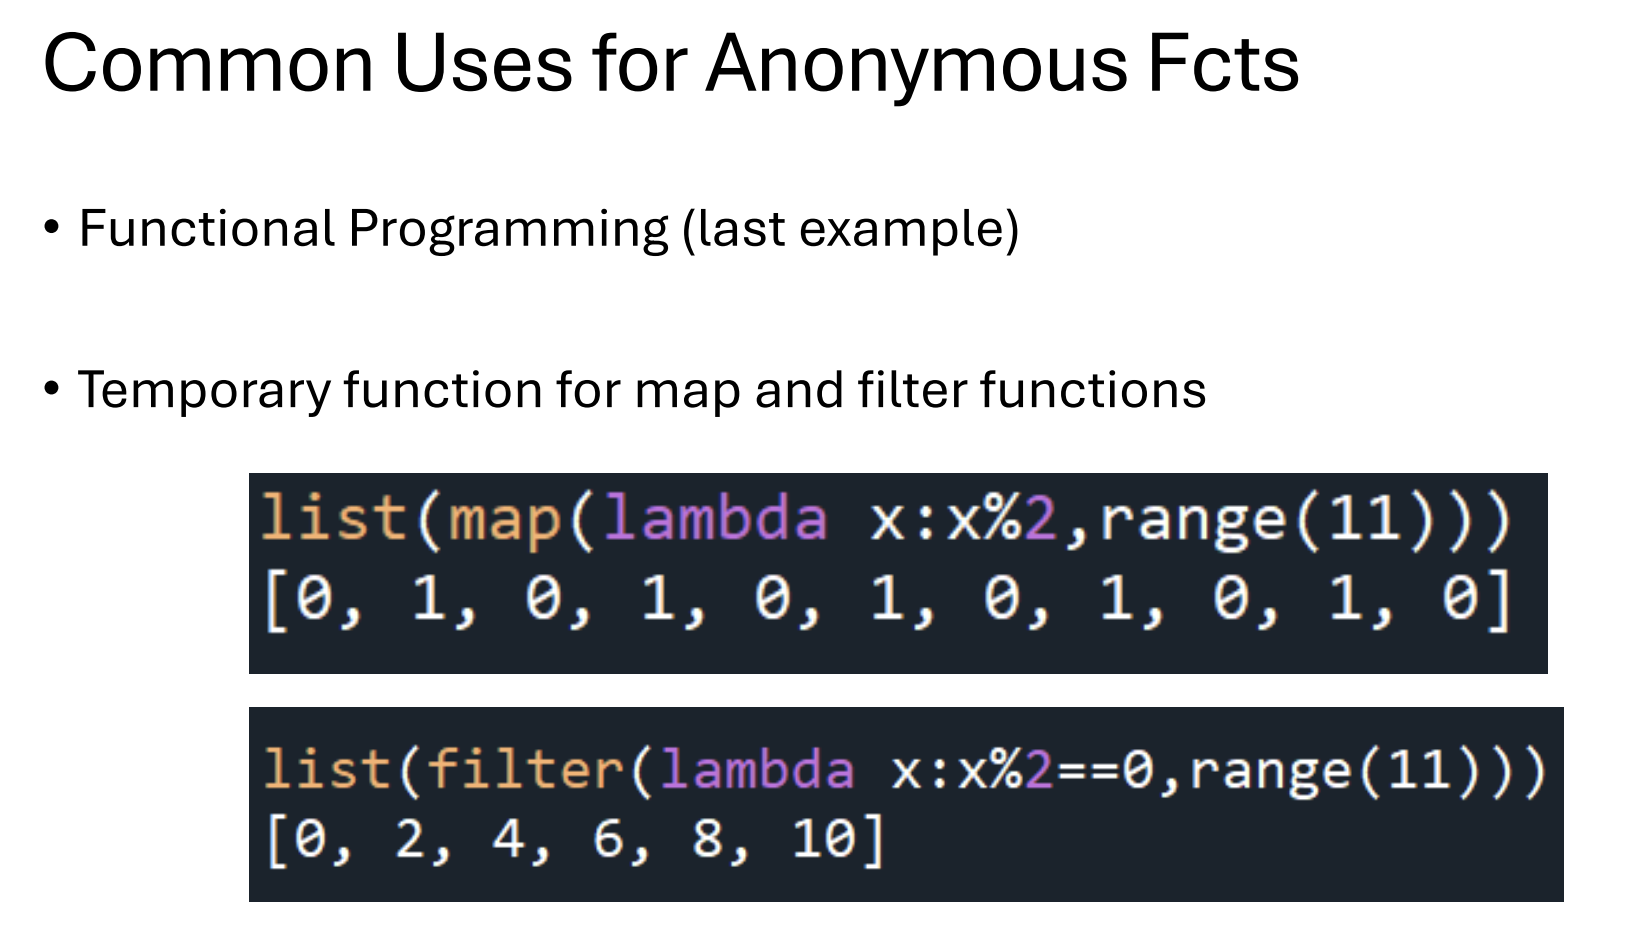 Common Uses for Anonymous Fcts
• Functional Programming (last example)
• Temporary function for map and filter functions
list(map(lambda x:x%2,range(11)))
[0, 1, 0, 1, 0, 1, 0, 1, 0, 1, 0]
list(filter(lambda x:x%2==0,range(11)))
[0, 2, 4, 6, 8, 10]